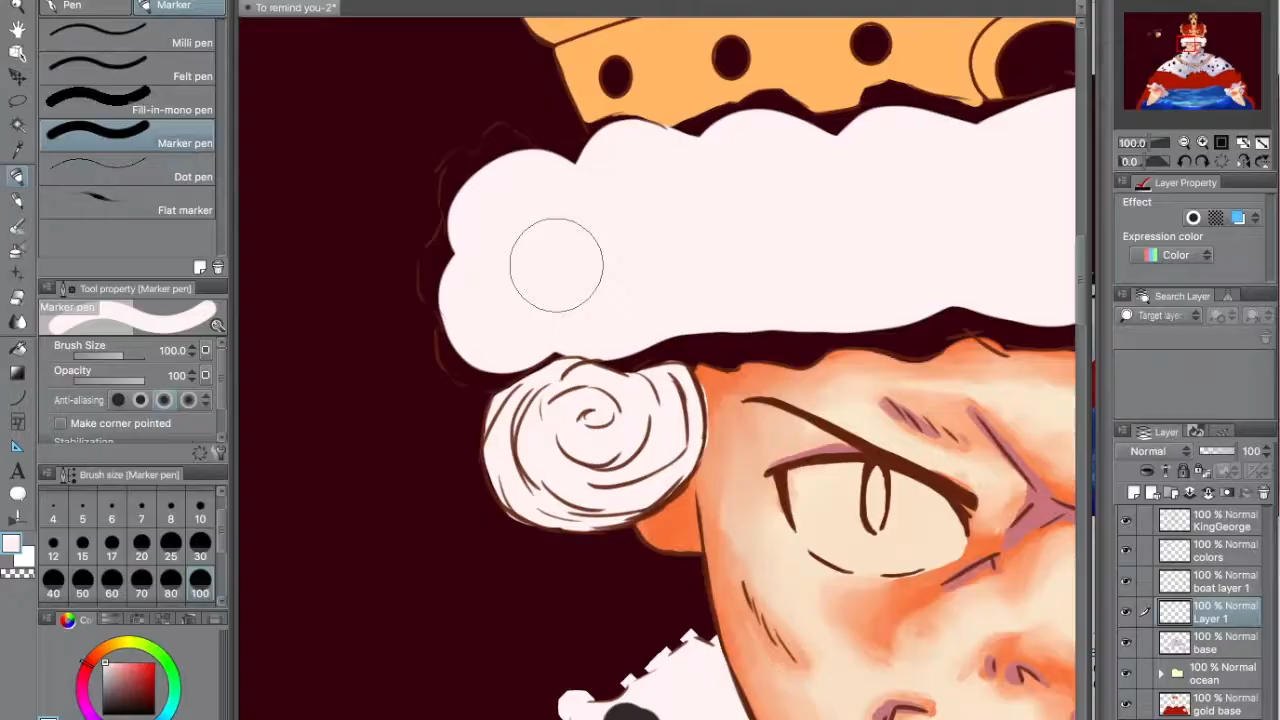 Pen
Marker
To remind you-2*
Milli pen
Felt pen
Fill-in-mono pen
Marker pen
Dot pen
Flat marker
Tool property [Marker pen]
Marker pen
Brush Size
100.0
Opacity
100
Anti-aliasing
Make corner pointed
Stabilization
Brush size [Marker pen]
4 5 6 7 8 10
12 15 17 20 25 30
40 50 60 70 80 100
100.0
0.0
Layer Property
Effect
Expression color
Color
Search Layer
Target layer
Layer
Normal
100
100 % Normal
KingGeorge
100 % Normal
colors
100 % Normal
boat layer 1
100 % Normal
Layer 1
100 % Normal
base
100 % Normal
ocean
100 % Normal
gold base